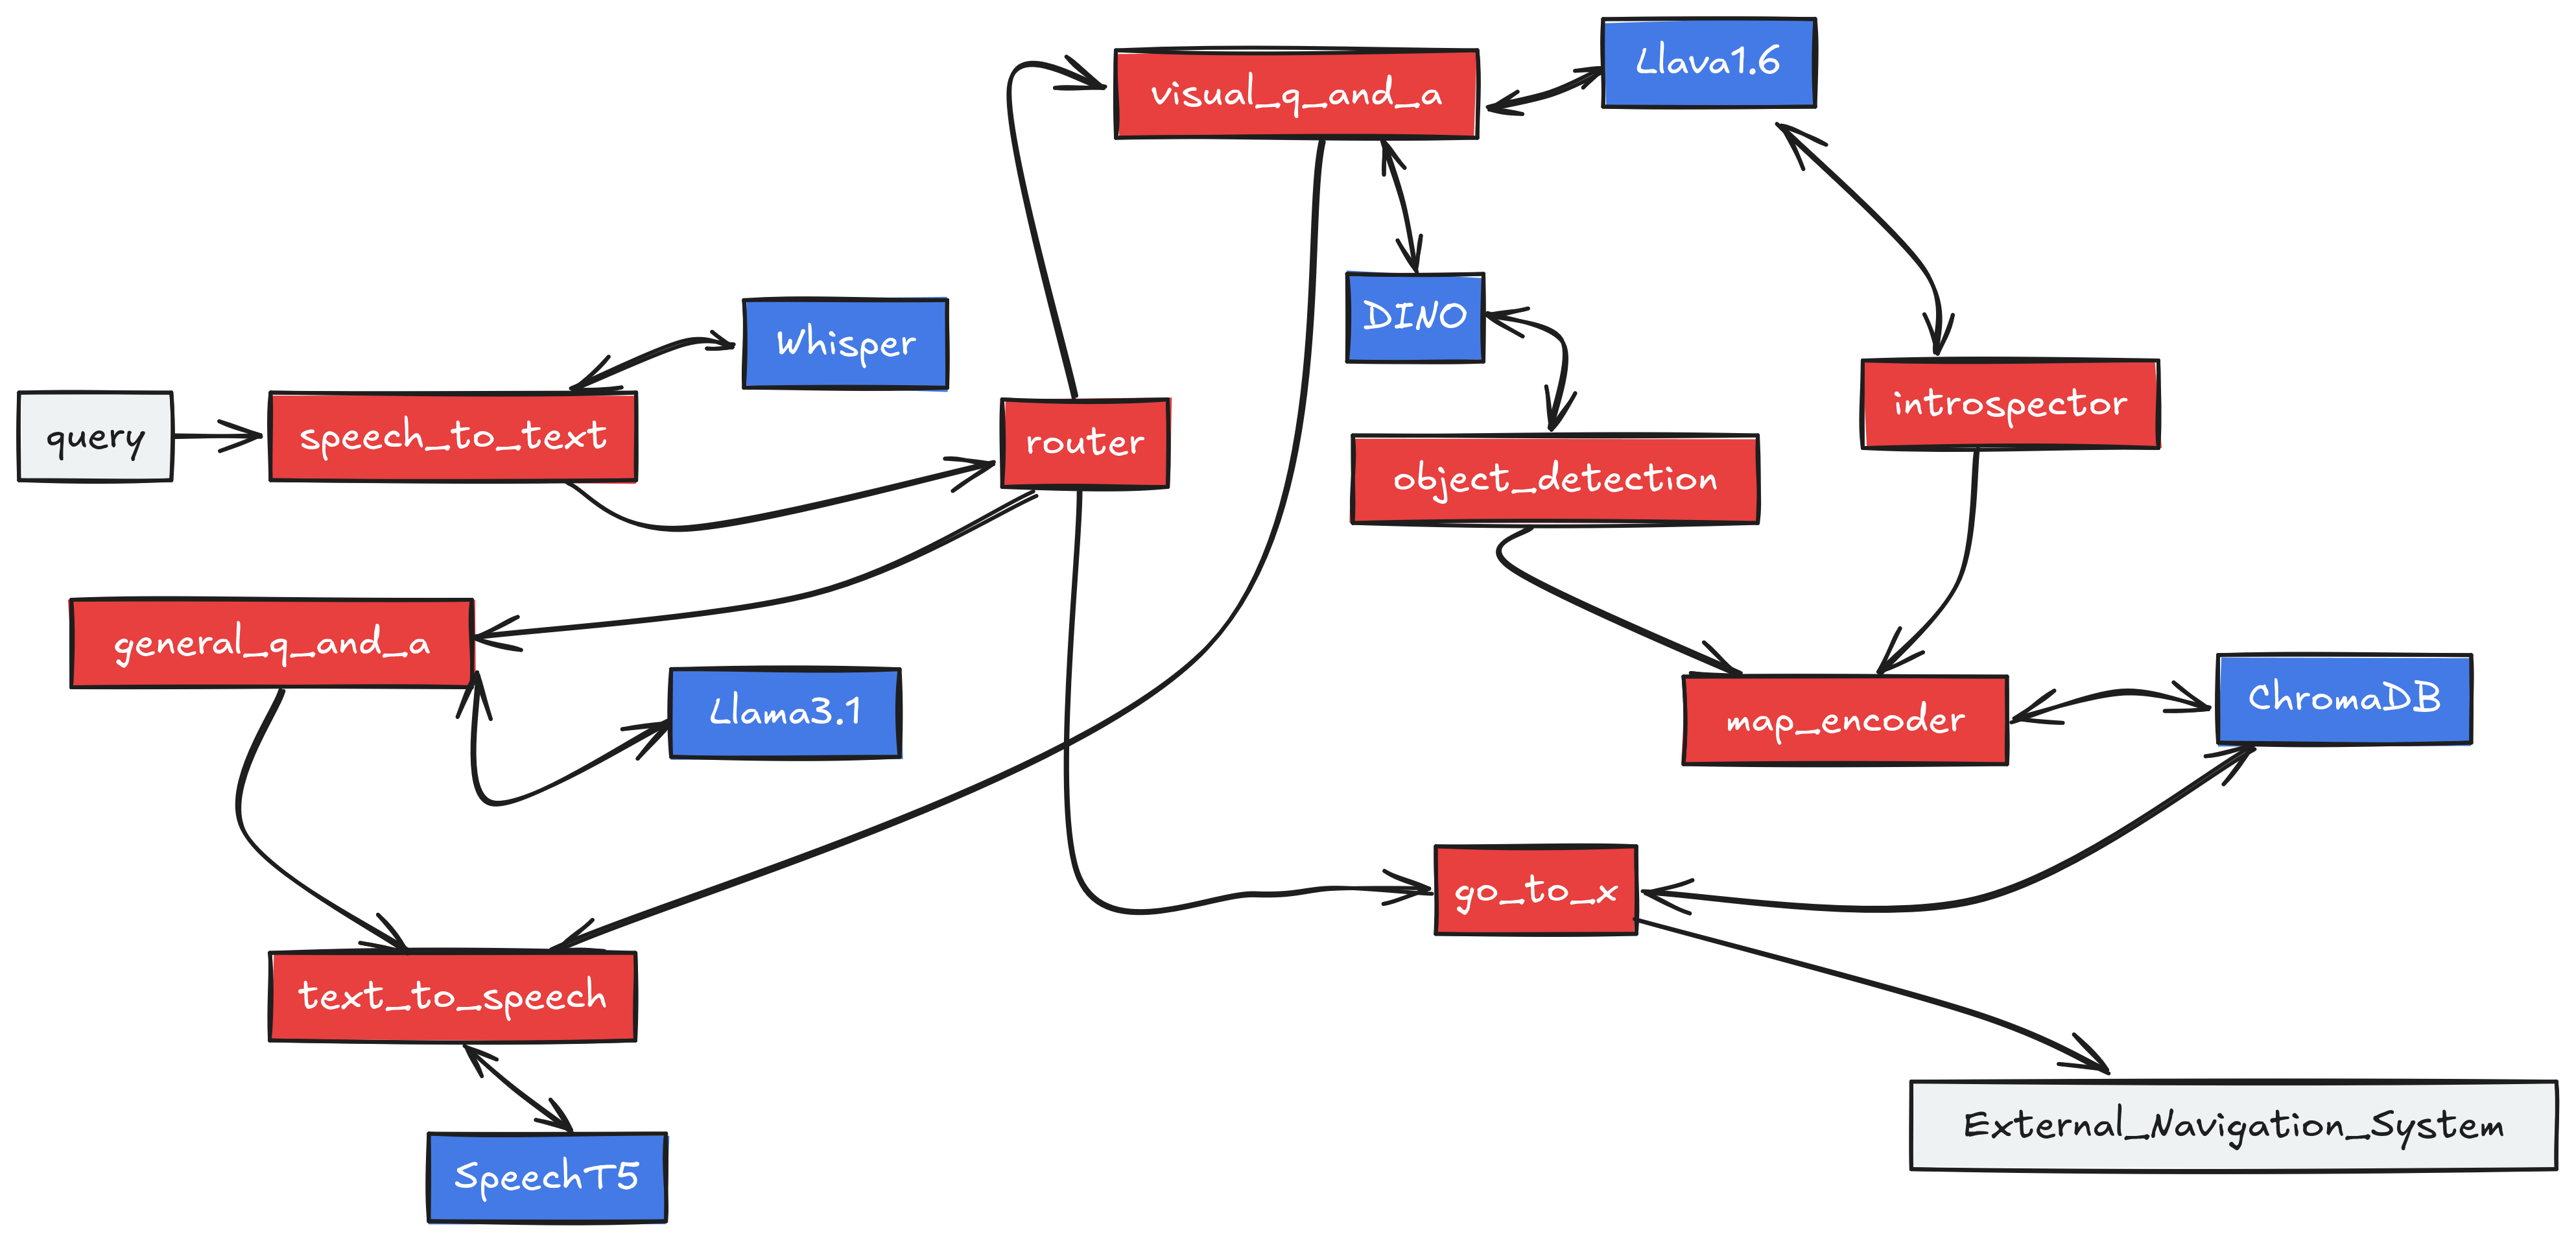 visual_q_and_a
Llava1.6
Whisper
DINO
query
speech_to_text
router
object_detection
introspector
general_q_and_a
Llama3.1
map_encoder
ChromaDB
go_to_x
text_to_speech
External_Navigation_System
SpeechT5